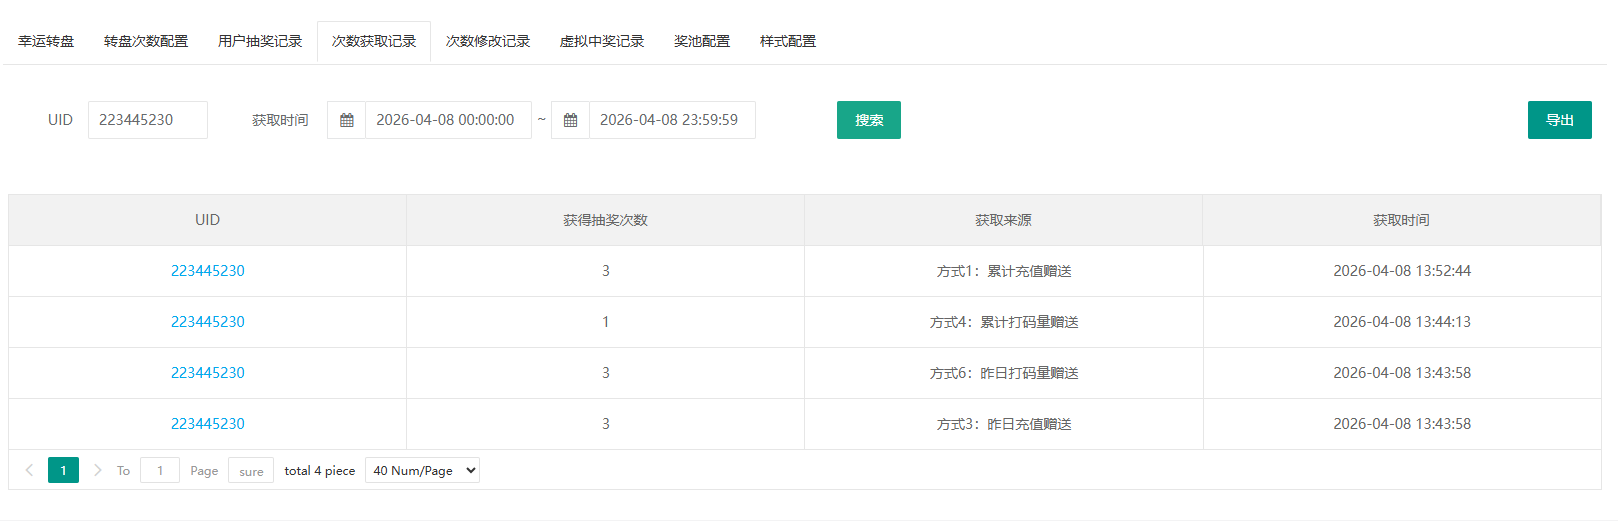 幸运转盘 转盘次数配置 用户抽奖记录 次数获取记录 次数修改记录 虚拟中奖记录 奖池配置 样式配置
UID 223445230 获取时间 2026-04-08 00:00:00 ~ 2026-04-08 23:59:59 搜索 导出
UID 获得抽奖次数 获取来源 获取时间
223445230 3 方式1：累计充值赠送 2026-04-08 13:52:44
223445230 1 方式4：累计打码量赠送 2026-04-08 13:44:13
223445230 3 方式6：昨日打码量赠送 2026-04-08 13:43:58
223445230 3 方式3：昨日充值赠送 2026-04-08 13:43:58
1 To 1 Page sure total 4 piece 40 Num/Page